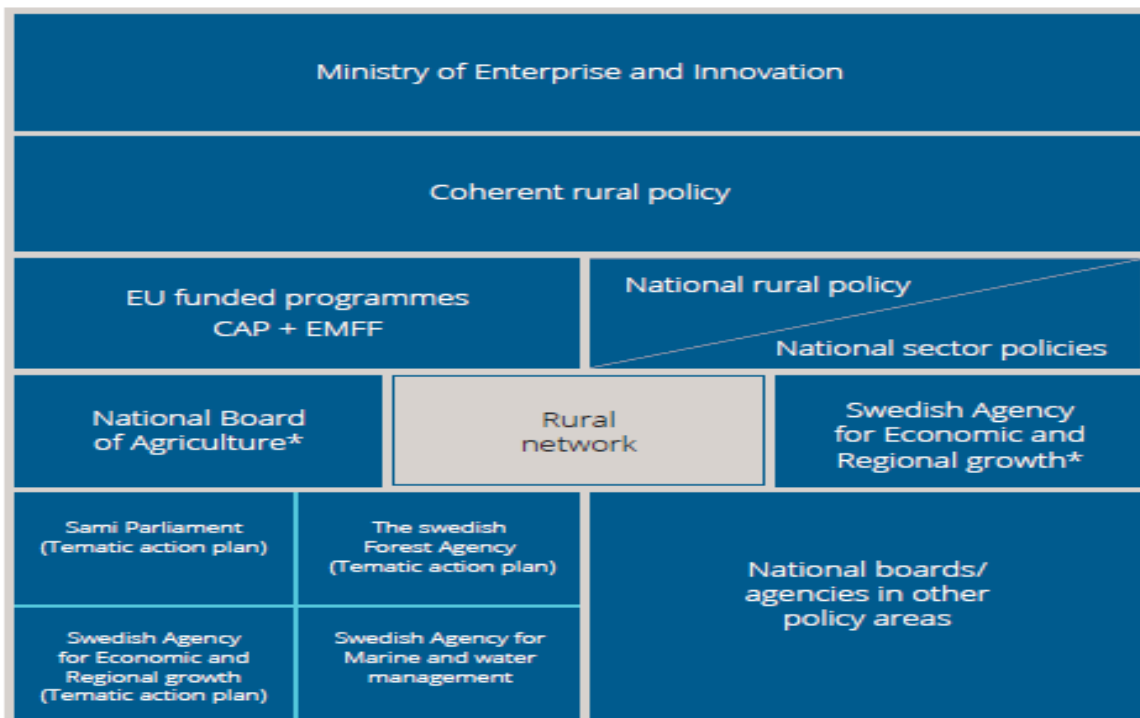 Ministry of Enterprise and Innovation
Coherent rural policy
EU funded programmes
CAP + EMFF
National rural policy
National sector policies
National Board
of Agriculture*
Rural
network
Swedish Agency
for Economic and
Regional growth*
Sami Parliament
(Tematic action plan)
The swedish
Forest Agency
(Tematic action plan)
Swedish Agency
for Economic and
Regional growth
(Tematic action plan)
Swedish Agency for
Marine and water
management
National boards/
agencies in other
policy areas